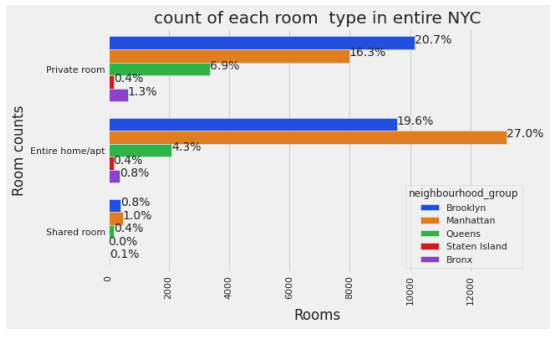 count of each room  type in entire NYC
Room counts
Private room
20.7%
16.3%
6.9%
0.4%
1.3%
Entire home/apt
19.6%
27.0%
4.3%
0.4%
0.8%
Shared room
0.8%
1.0%
0.4%
0.0%
0.1%
neighbourhood_group
Brooklyn
Manhattan
Queens
Staten Island
Bronx
0
2000
4000
6000
8000
10000
12000
Rooms